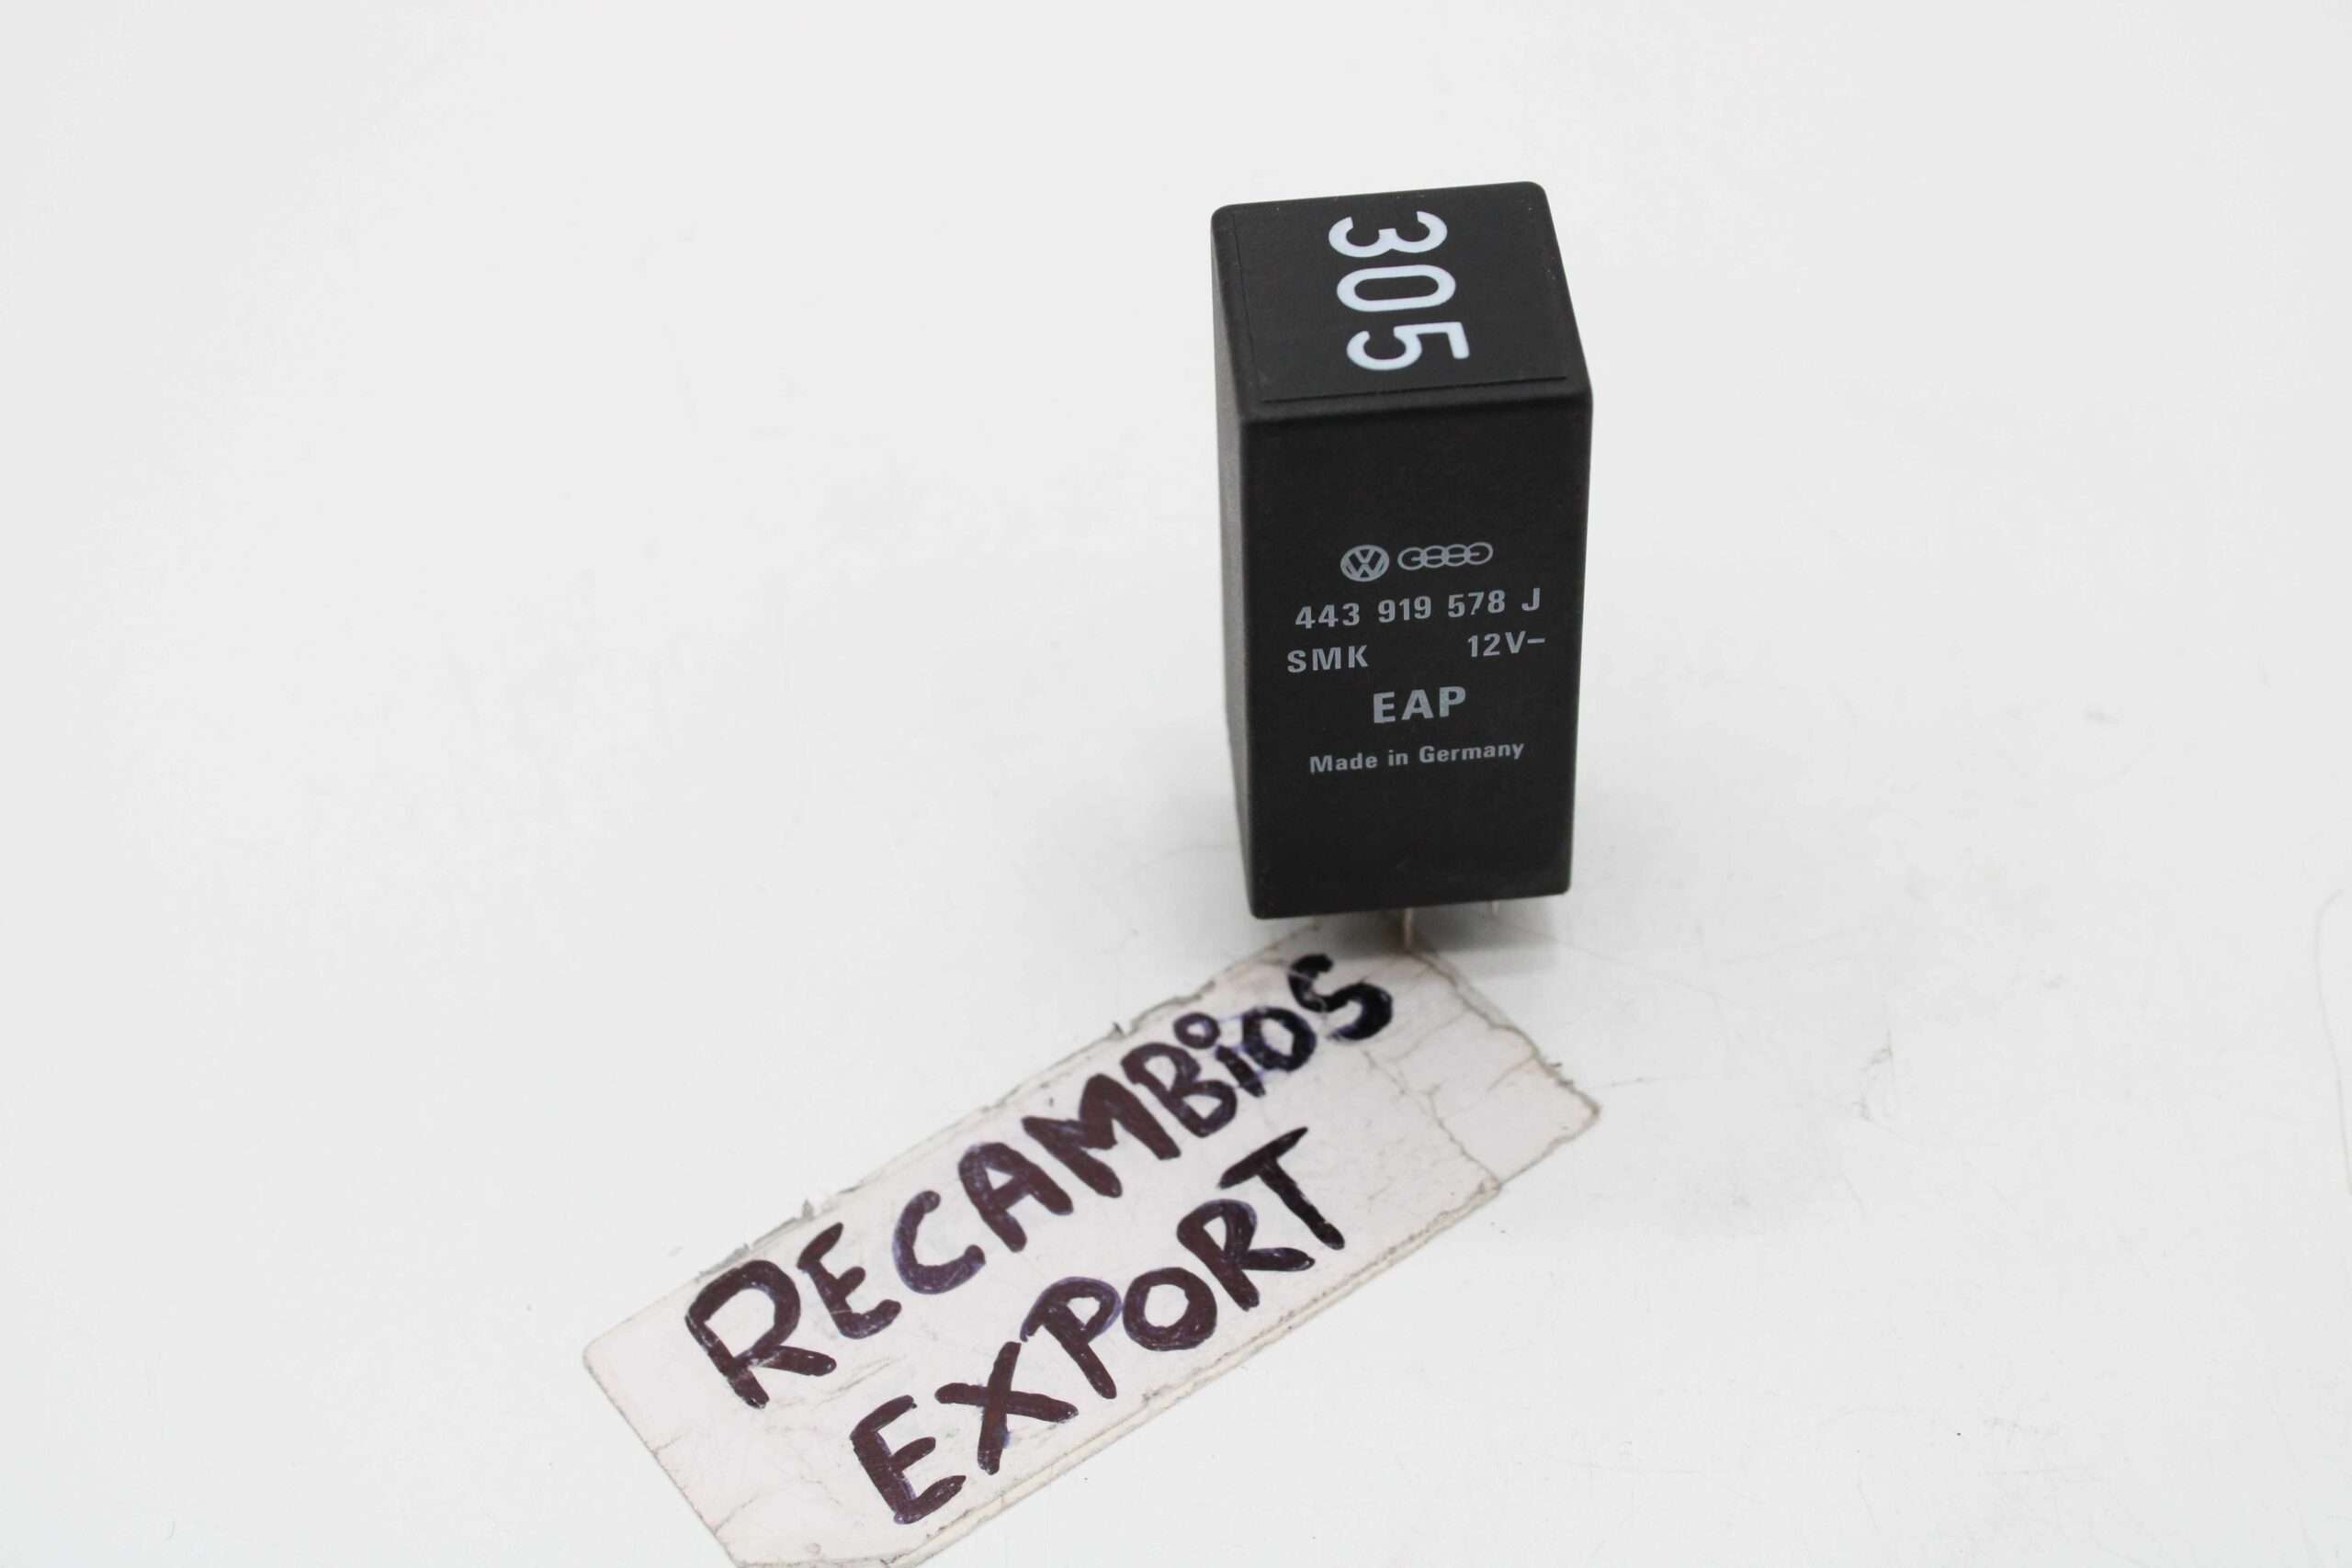 305
443 919 578 J
SMK 12V–
EAP
Made in Germany
RECAMBiOS
EXPORT